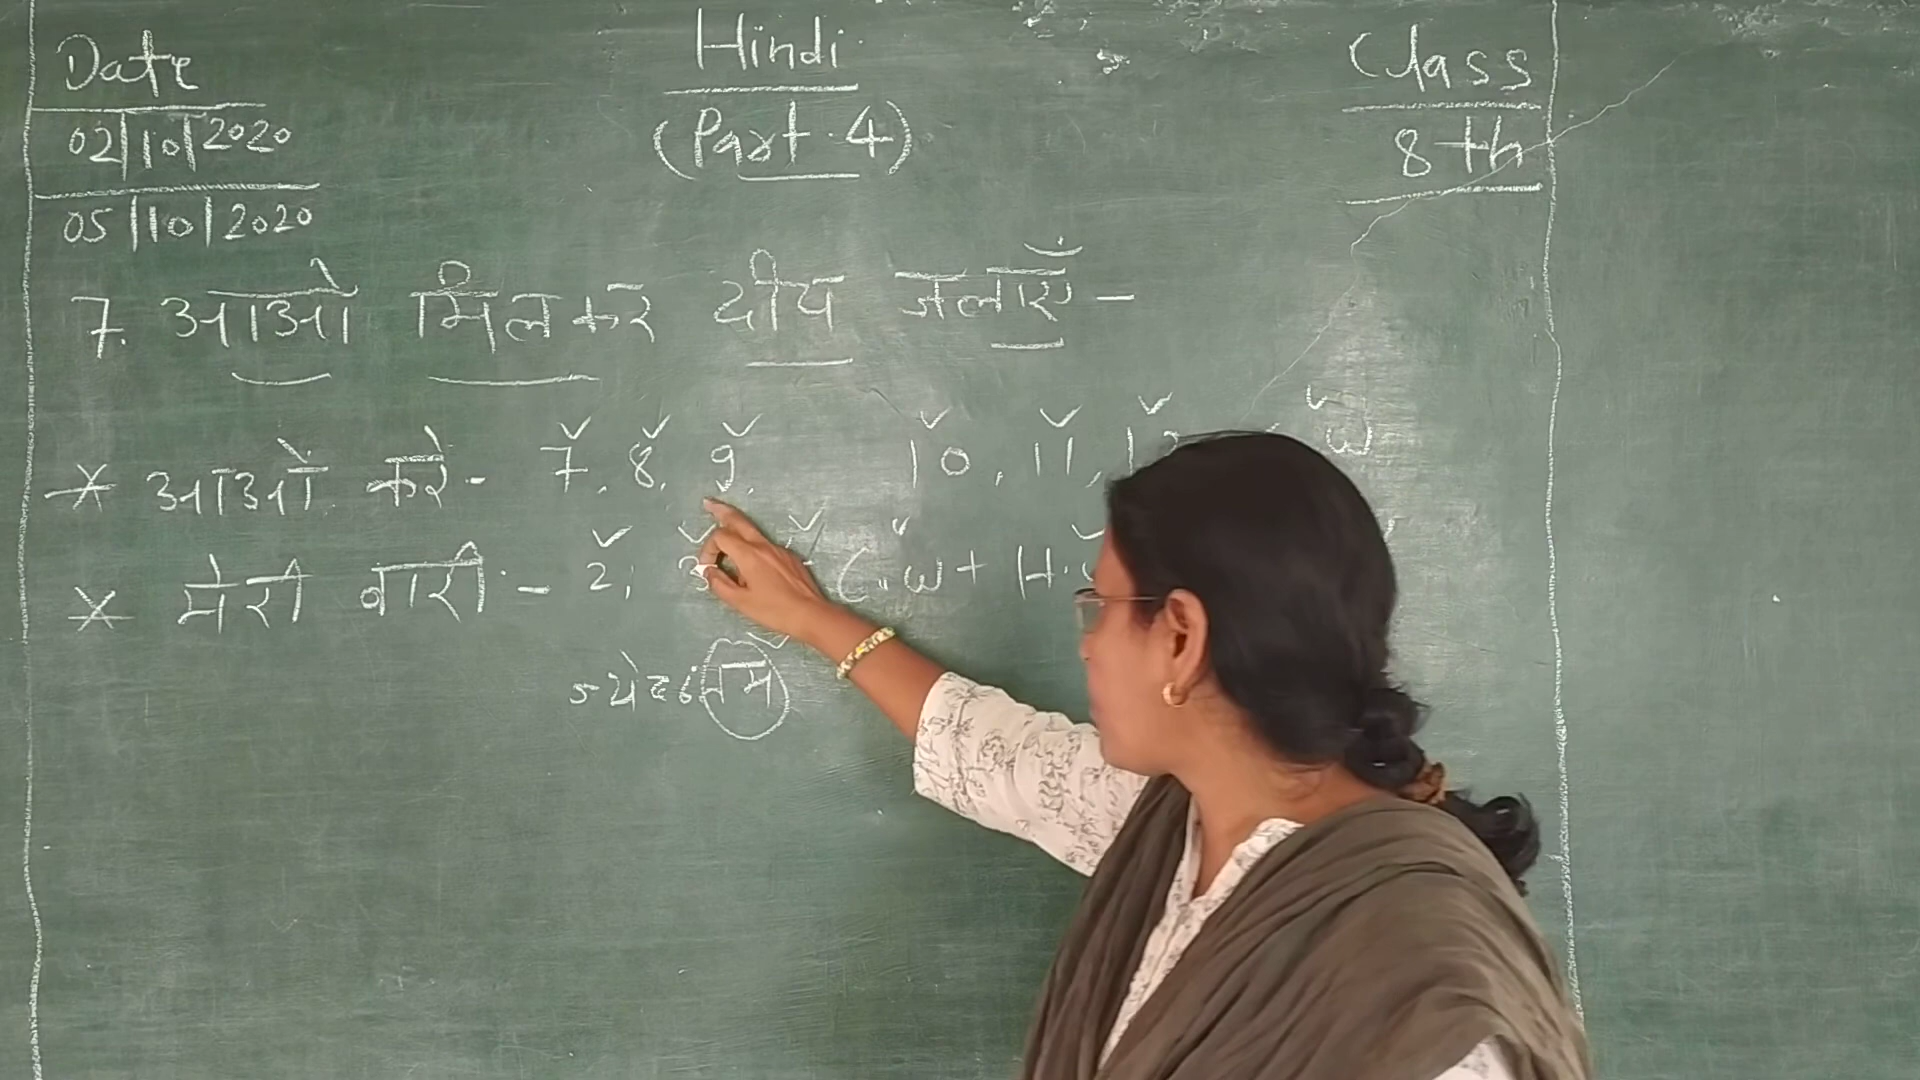 Date
02|10|2020
05|10|2020
Hindi
(Part 4)
Class
8th
7. आओ मिलकर दीप जलाएँ -
* आओं करे - 7, 8, 9, 10, 11, 12 W
* मेरी बारी :- 2, 3 C.W + H.